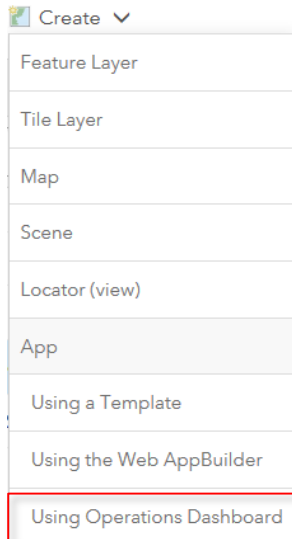 Create
Feature Layer
Tile Layer
Map
Scene
Locator (view)
App
Using a Template
Using the Web AppBuilder
Using Operations Dashboard